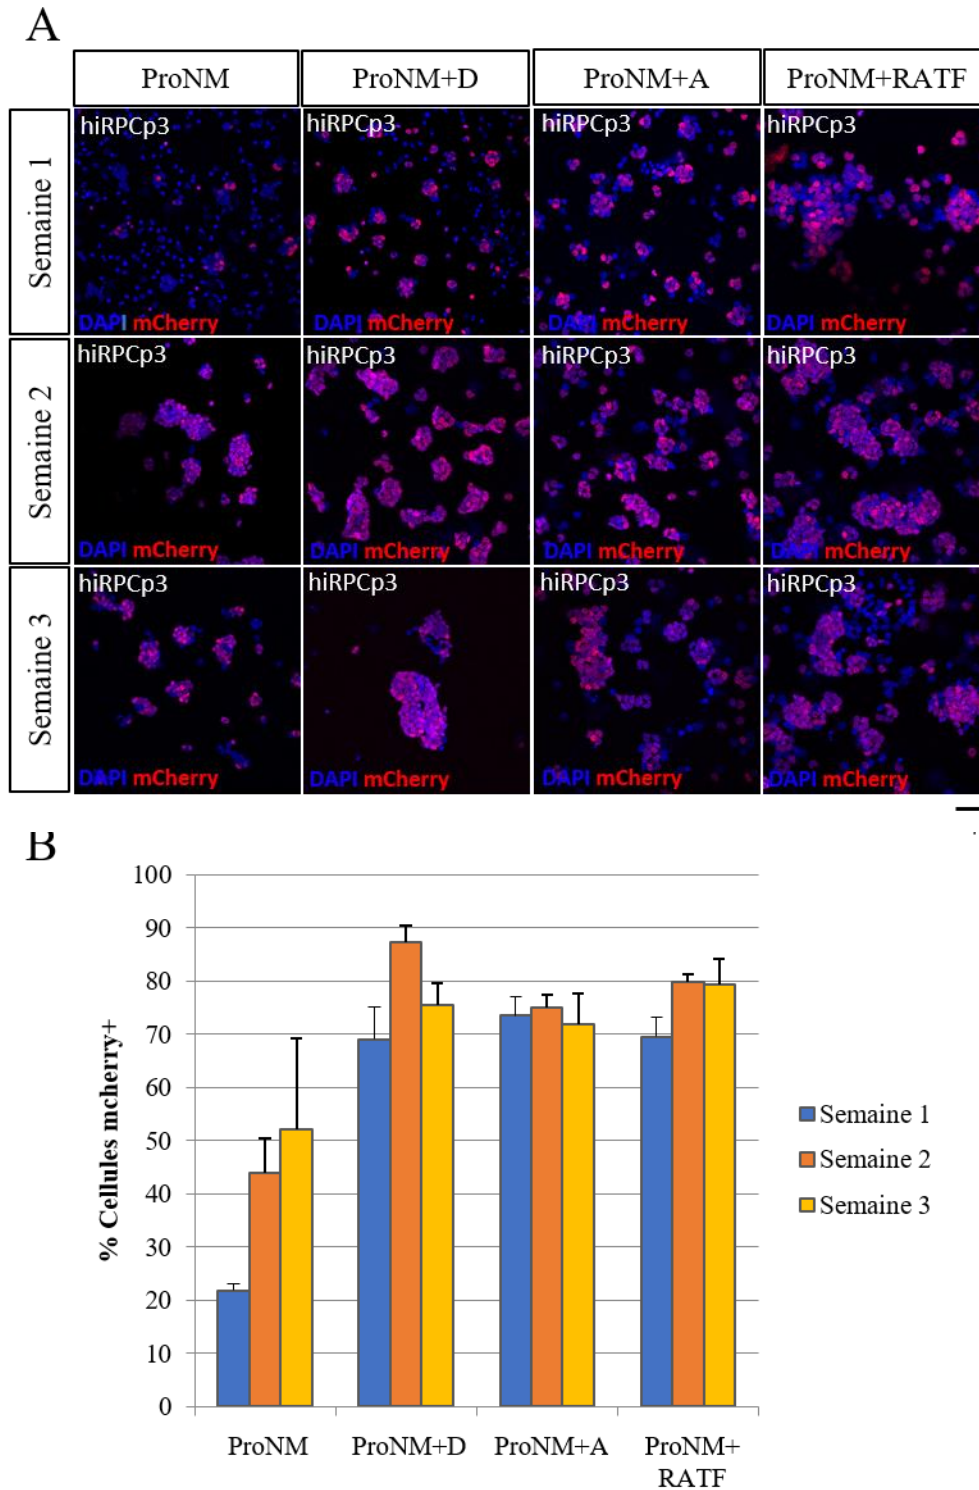 A
ProNM ProNM+D ProNM+A ProNM+RATF
Semaine 1
hiRPCp3 hiRPCp3 hiRPCp3 hiRPCp3
DAPI mCherry DAPI mCherry DAPI mCherry DAPI mCherry
Semaine 2
hiRPCp3 hiRPCp3 hiRPCp3 hiRPCp3
DAPI mCherry DAPI mCherry DAPI mCherry DAPI mCherry
Semaine 3
hiRPCp3 hiRPCp3 hiRPCp3 hiRPCp3
DAPI mCherry DAPI mCherry DAPI mCherry DAPI mCherry
B
% Cellules mcherry+
100
90
80
70
60
50
40
30
20
10
0
ProNM ProNM+D ProNM+A ProNM+
RATF
Semaine 1
Semaine 2
Semaine 3